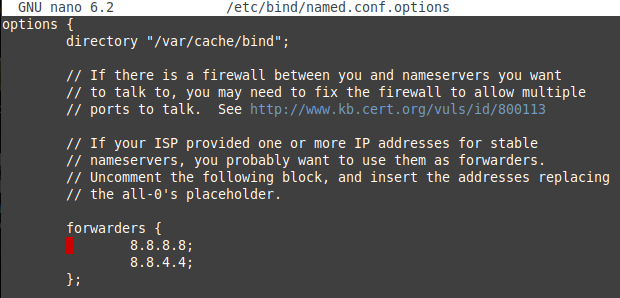 GNU nano 6.2 /etc/bind/named.conf.options
options {
directory "/var/cache/bind";
// If there is a firewall between you and nameservers you want
// to talk to, you may need to fix the firewall to allow multiple
// ports to talk.  See http://www.kb.cert.org/vuls/id/800113
// If your ISP provided one or more IP addresses for stable
// nameservers, you probably want to use them as forwarders.
// Uncomment the following block, and insert the addresses replacing
// the all-0's placeholder.
forwarders {
8.8.8.8;
8.8.4.4;
};